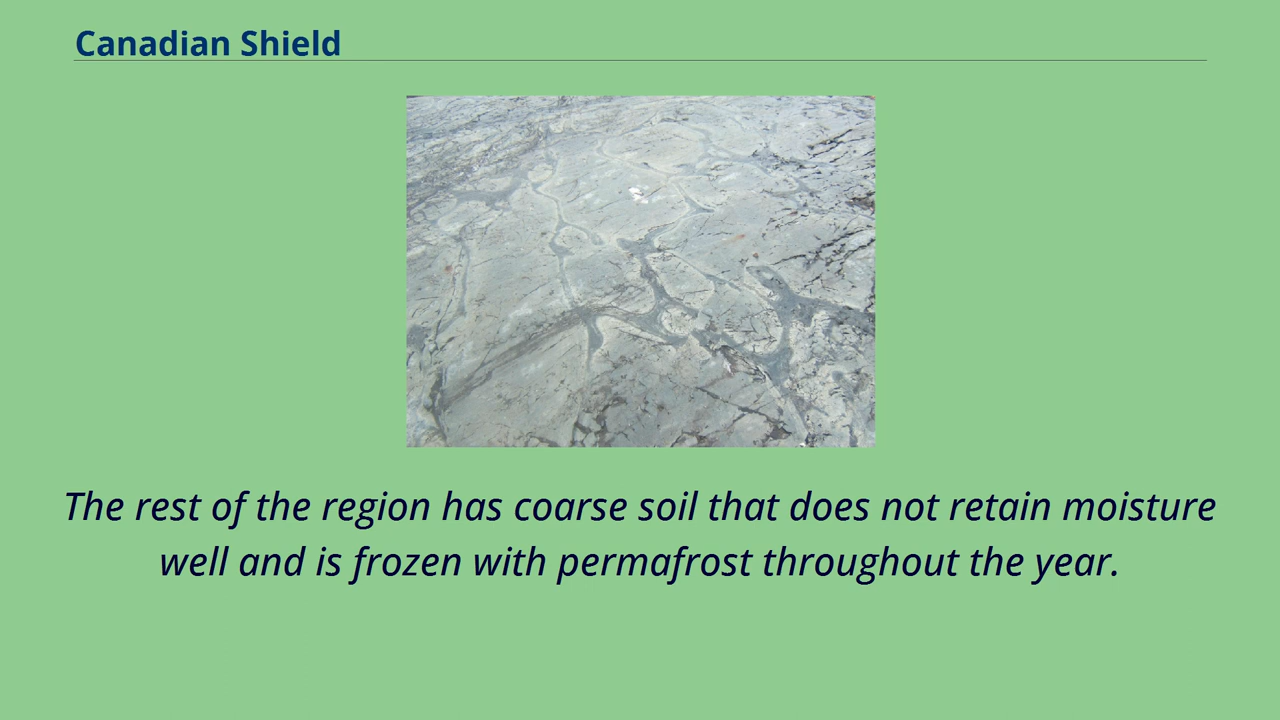 Canadian Shield
The rest of the region has coarse soil that does not retain moisture
well and is frozen with permafrost throughout the year.